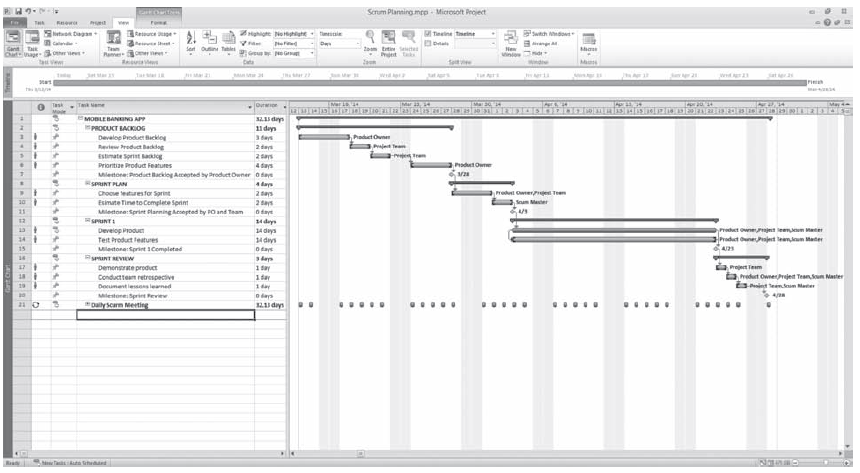 Scrum Planning.mpp - Microsoft Project
Gantt Chart Tools
File Task Resource Project View Format
Gantt Chart
Task Usage
Network Diagram
Calendar
Other Views
Task Views
Team Planner
Resource Usage
Resource Sheet
Other Views
Resource Views
Sort Outline Tables
Highlight: [No Highlight]
Filter: [No Filter]
Group by: [No Group]
Data
Timescale:
Days
Zoom
Entire Project
Selected Tasks
Zoom
Timeline Timeline
Details
Split View
New Window
Switch Windows
Arrange All
Hide
Window
Macros
Macros
Timeline
Start
Today
Finish
Task Mode Task Name Duration
Mar 16, '14 Mar 23, '14 Mar 30, '14 Apr 6, '14 Apr 13, '14 Apr 20, '14 Apr 27, '14 May 4
1 MOBILE BANKING APP 32.13 days
2 PRODUCT BACKLOG 11 days
3 Develop Product Backlog 3 days Product Owner
4 Review Product Backlog 2 days Project Team
5 Estimate Sprint Backlog 2 days Project Team
6 Prioritize Product Features 4 days Product Owner
7 Milestone: Product Backlog Accepted by Product Owner 0 days 3/28
8 SPRINT PLAN 4 days
9 Choose features for Sprint 2 days Product Owner,Project Team
10 Esimate Time to Complete Sprint 2 days Scum Master
11 Milestone: Sprint Planning Accepted by PO and Team 0 days 4/3
12 SPRINT 1 14 days
13 Develop Product 14 days Product Owner,Project Team,Scum Master
14 Test Product Features 14 days Product Owner,Project Team,Scum Master
15 Milestone: Sprint 1 Completed 0 days 4/23
16 SPRINT REVIEW 3 days
17 Demonstrate product 1 day Project Team
18 Conduct team retrospective 1 day Product Owner,Project Team,Scum Master
19 Document lessons learned 1 day Project Team,Scum Master
20 Milestone: Sprint Review 0 days 4/28
21 Daily Scurm Meeting 32.13 days
Gantt Chart
Ready New Tasks : Auto Scheduled